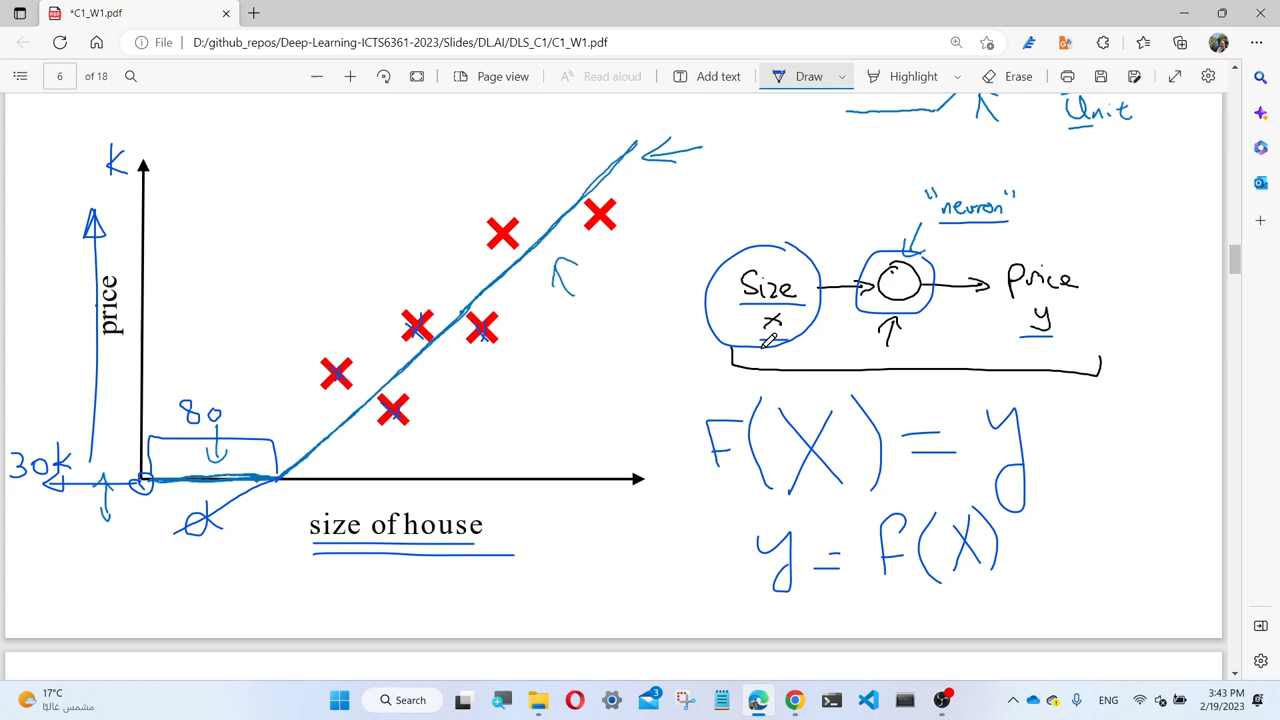 *C1_W1.pdf
File
D:/github_repos/Deep-Learning-ICTS6361-2023/Slides/DL.AI/DLS_C1/C1_W1.pdf
6 of 18
Page view
Read aloud
Add text
Draw
Highlight
Erase
Unit
K
"neuron"
Size
x
Price
y
price
80
30K
size of house
F(X) = y
y = F(X)
17°C
مشمس غالبًا
Search
3
ENG
3:43 PM
2/19/2023